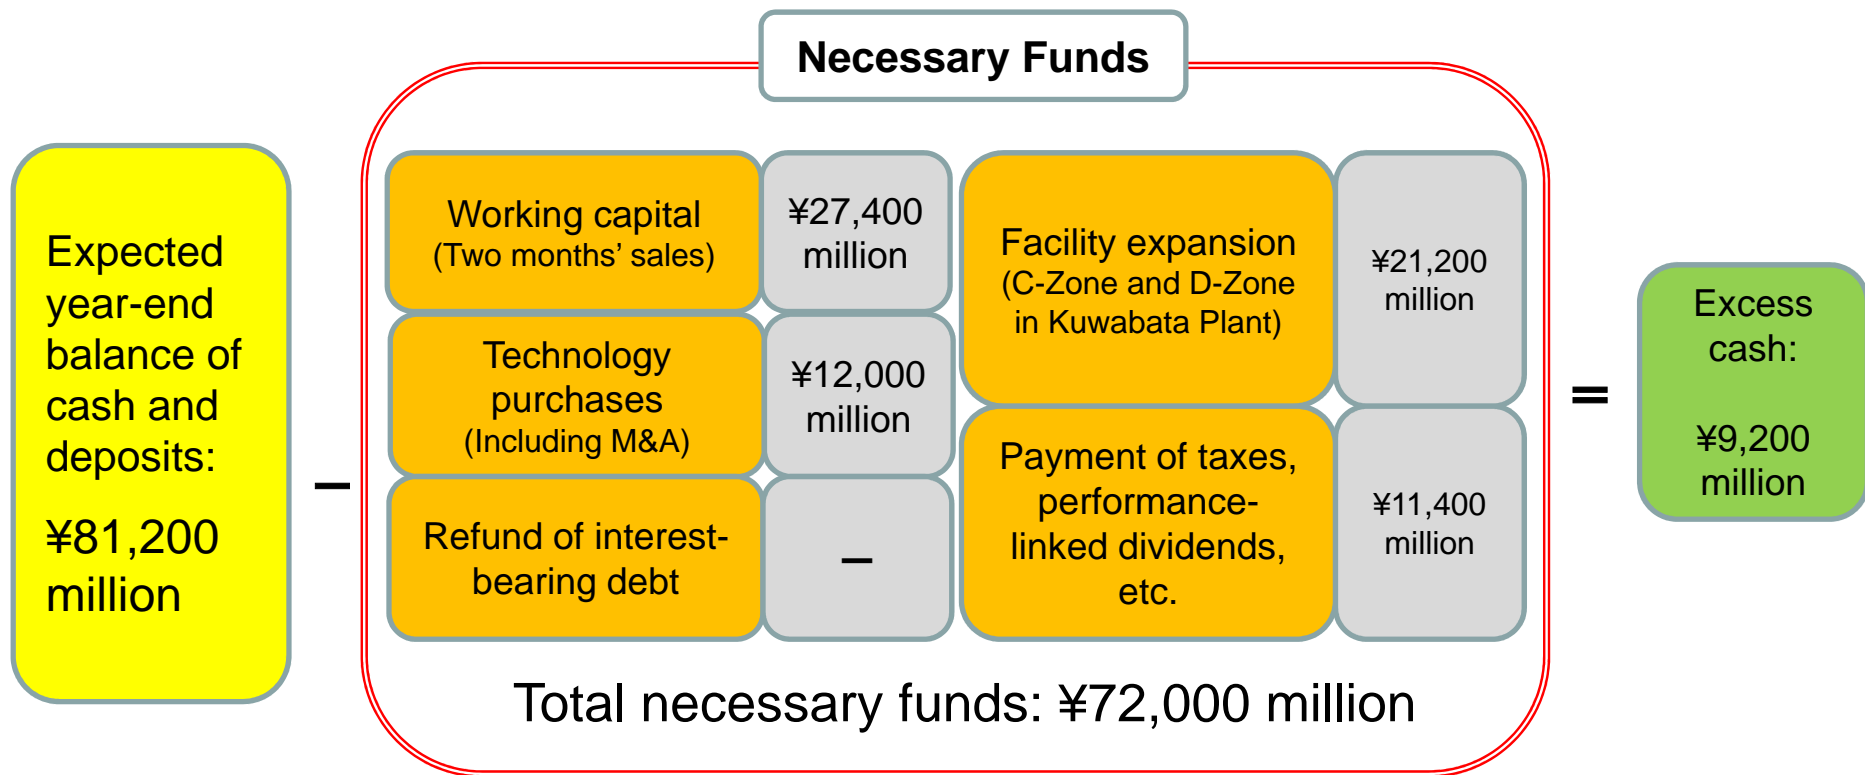 Necessary Funds
Expected
year-end
balance of
cash and
deposits:
¥81,200
million
–
Working capital
(Two months’ sales)
¥27,400
million
Technology
purchases
(Including M&A)
¥12,000
million
Refund of interest-
bearing debt
–
Facility expansion
(C-Zone and D-Zone
in Kuwabata Plant)
¥21,200
million
Payment of taxes,
performance-
linked dividends,
etc.
¥11,400
million
Total necessary funds: ¥72,000 million
=
Excess
cash:
¥9,200
million